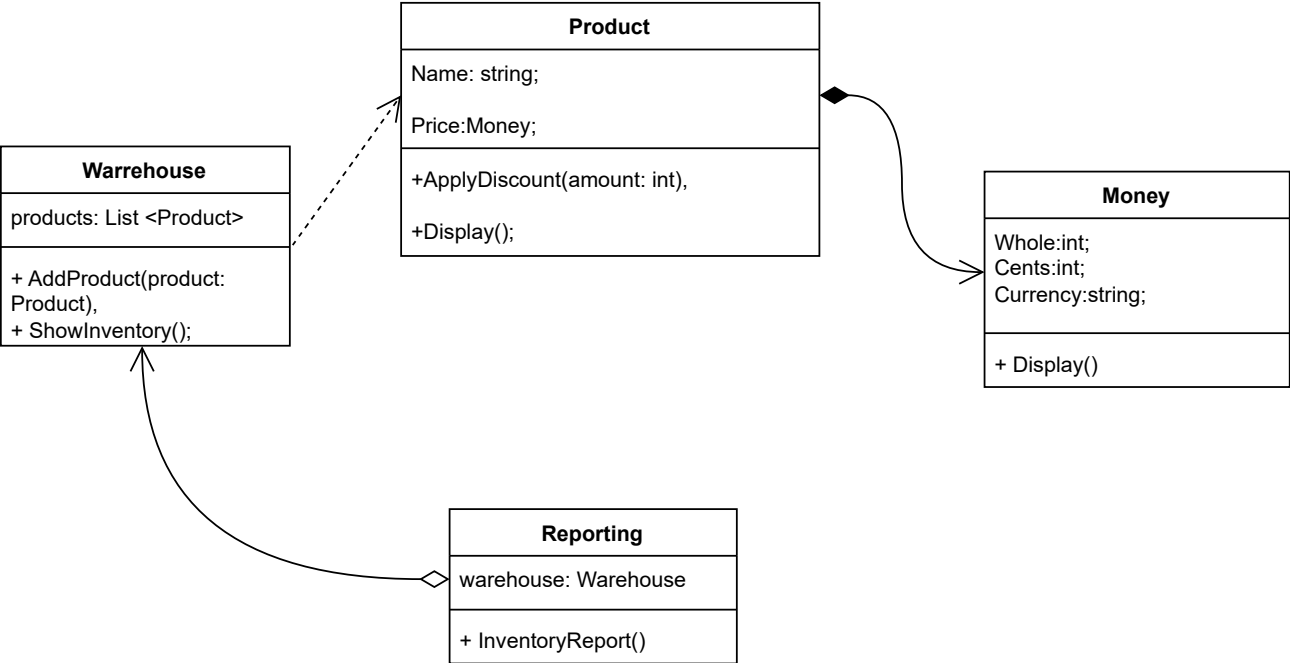 Product
Name: string;
Price:Money;
+ApplyDiscount(amount: int),
+Display();
Warrehouse
products: List <Product>
+ AddProduct(product:
Product),
+ ShowInventory();
Money
Whole:int;
Cents:int;
Currency:string;
+ Display()
Reporting
warehouse: Warehouse
+ InventoryReport()